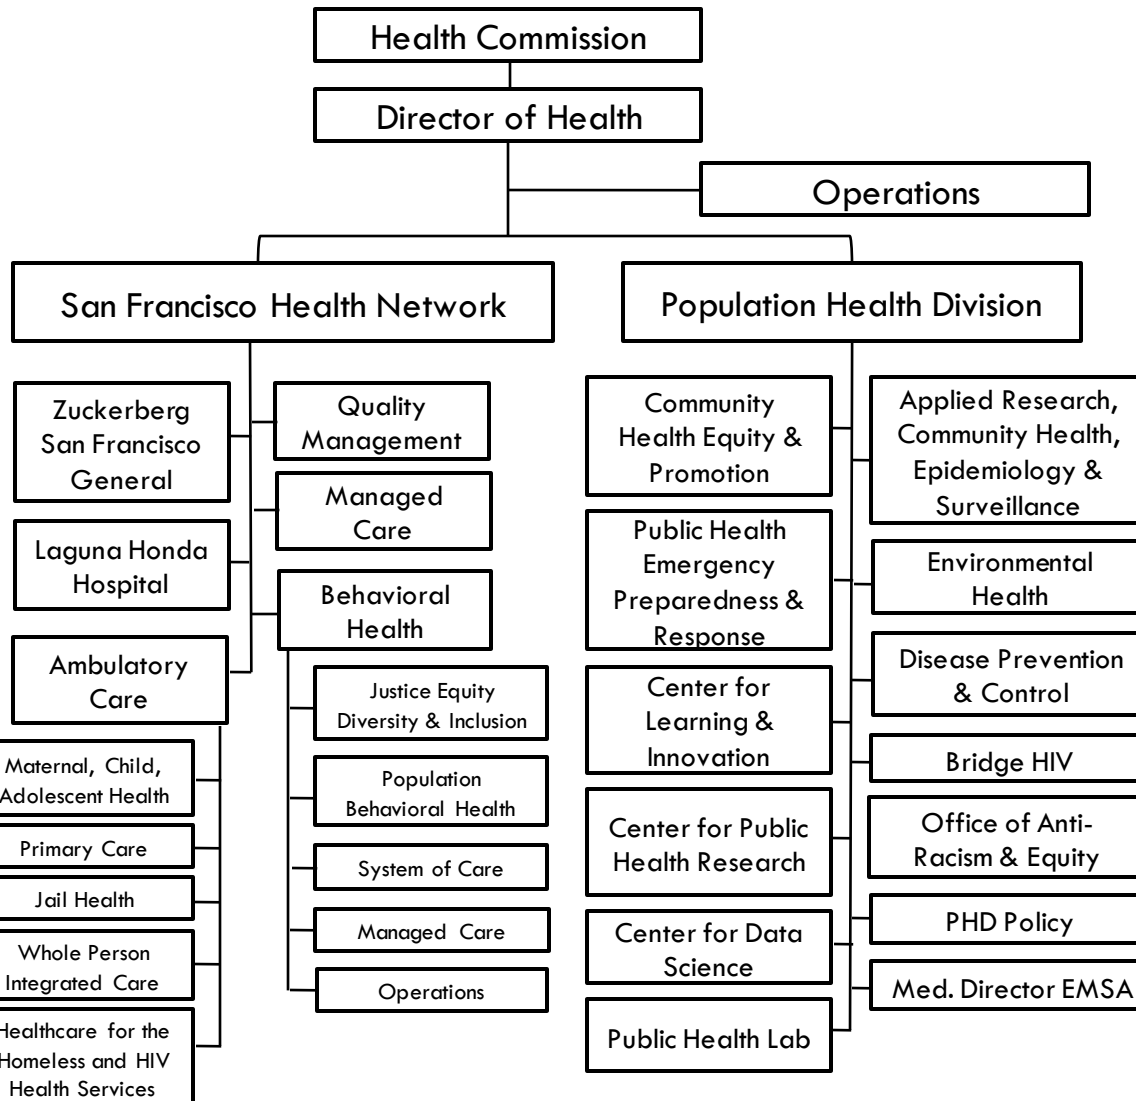 Health Commission
Director of Health
Operations
San Francisco Health Network
Population Health Division
Zuckerberg
San Francisco
General
Laguna Honda
Hospital
Ambulatory
Care
Maternal, Child,
Adolescent Health
Primary Care
Jail Health
Whole Person
Integrated Care
Healthcare for the
Homeless and HIV
Health Services
Quality
Management
Managed
Care
Behavioral
Health
Justice Equity
Diversity & Inclusion
Population
Behavioral Health
System of Care
Managed Care
Operations
Community
Health Equity &
Promotion
Public Health
Emergency
Preparedness &
Response
Center for
Learning &
Innovation
Center for Public
Health Research
Center for Data
Science
Public Health Lab
Applied Research,
Community Health,
Epidemiology &
Surveillance
Environmental
Health
Disease Prevention
& Control
Bridge HIV
Office of Anti-
Racism & Equity
PHD Policy
Med. Director EMSA